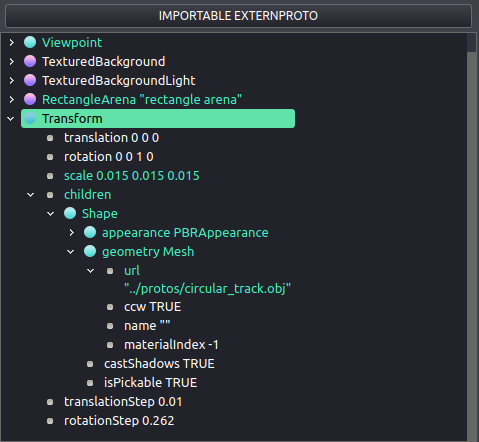 IMPORTABLE EXTERNPROTO
Viewpoint
TexturedBackground
TexturedBackgroundLight
RectangleArena "rectangle arena"
Transform
translation 0 0 0
rotation 0 0 1 0
scale 0.015 0.015 0.015
children
Shape
appearance PBRAppearance
geometry Mesh
url
"../protos/circular_track.obj"
ccw TRUE
name ""
materialIndex -1
castShadows TRUE
isPickable TRUE
translationStep 0.01
rotationStep 0.262